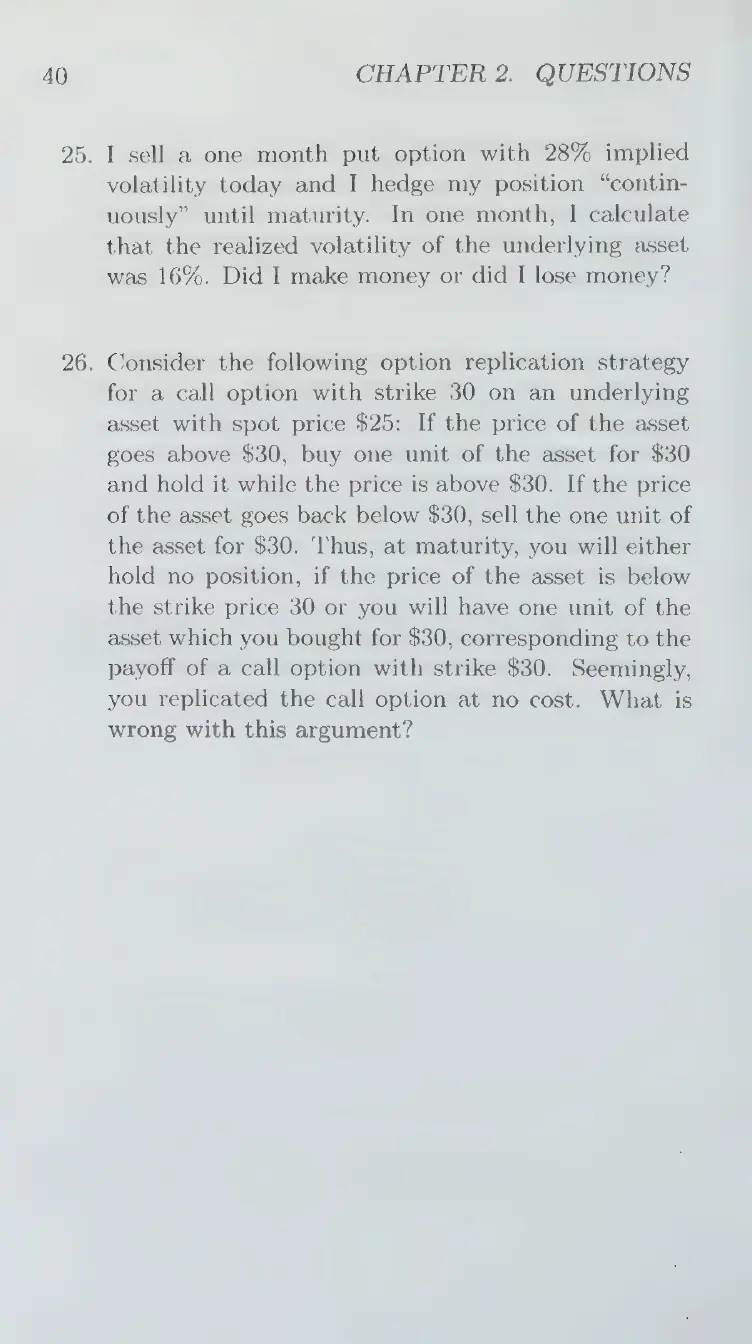 40 CHAPTER 2. QUESTIONS
25. I sell a one month put option with 28% implied
volatility today and I hedge my position “contin-
uously” until maturity. In one month, I calculate
that the realized volatility of the underlying asset
was 16%. Did I make money or did I lose money?
26. Consider the following option replication strategy
for a call option with strike 30 on an underlying
asset with spot price $25: If the price of the asset
goes above $30, buy one unit of the asset for $30
and hold it while the price is above $30. If the price
of the asset goes back below $30, sell the one unit of
the asset for $30. Thus, at maturity, you will either
hold no position, if the price of the asset is below
the strike price 30 or you will have one unit of the
asset which you bought for $30, corresponding to the
payoff of a call option with strike $30. Seemingly,
you replicated the call option at no cost. What is
wrong with this argument?